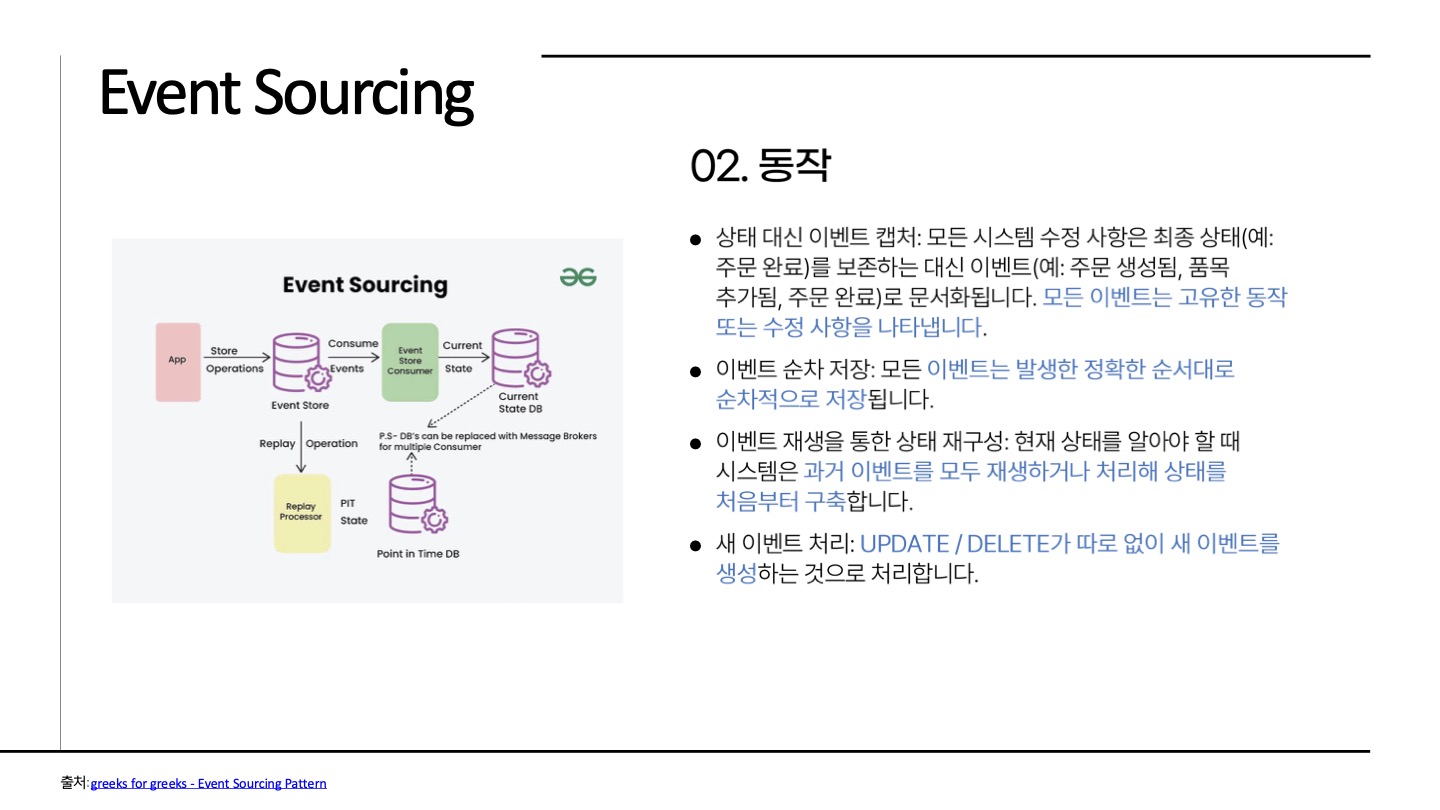 Event Sourcing
02. 동작
Event Sourcing
App
Store
Operations
Event Store
Consume
Events
Event
Store
Consumer
Current
State
Current
State DB
Replay
Operation
P.S- DB's can be replaced with Message Brokers
for multiple Consumer
Replay
Processor
PIT
State
Point in Time DB
● 상태 대신 이벤트 캡처: 모든 시스템 수정 사항은 최종 상태(예:
주문 완료)를 보존하는 대신 이벤트(예: 주문 생성됨, 품목
추가됨, 주문 완료)로 문서화됩니다. 모든 이벤트는 고유한 동작
또는 수정 사항을 나타냅니다.
● 이벤트 순차 저장: 모든 이벤트는 발생한 정확한 순서대로
순차적으로 저장됩니다.
● 이벤트 재생을 통한 상태 재구성: 현재 상태를 알아야 할 때
시스템은 과거 이벤트를 모두 재생하거나 처리해 상태를
처음부터 구축합니다.
● 새 이벤트 처리: UPDATE / DELETE가 따로 없이 새 이벤트를
생성하는 것으로 처리합니다.
출처:greeks for greeks - Event Sourcing Pattern